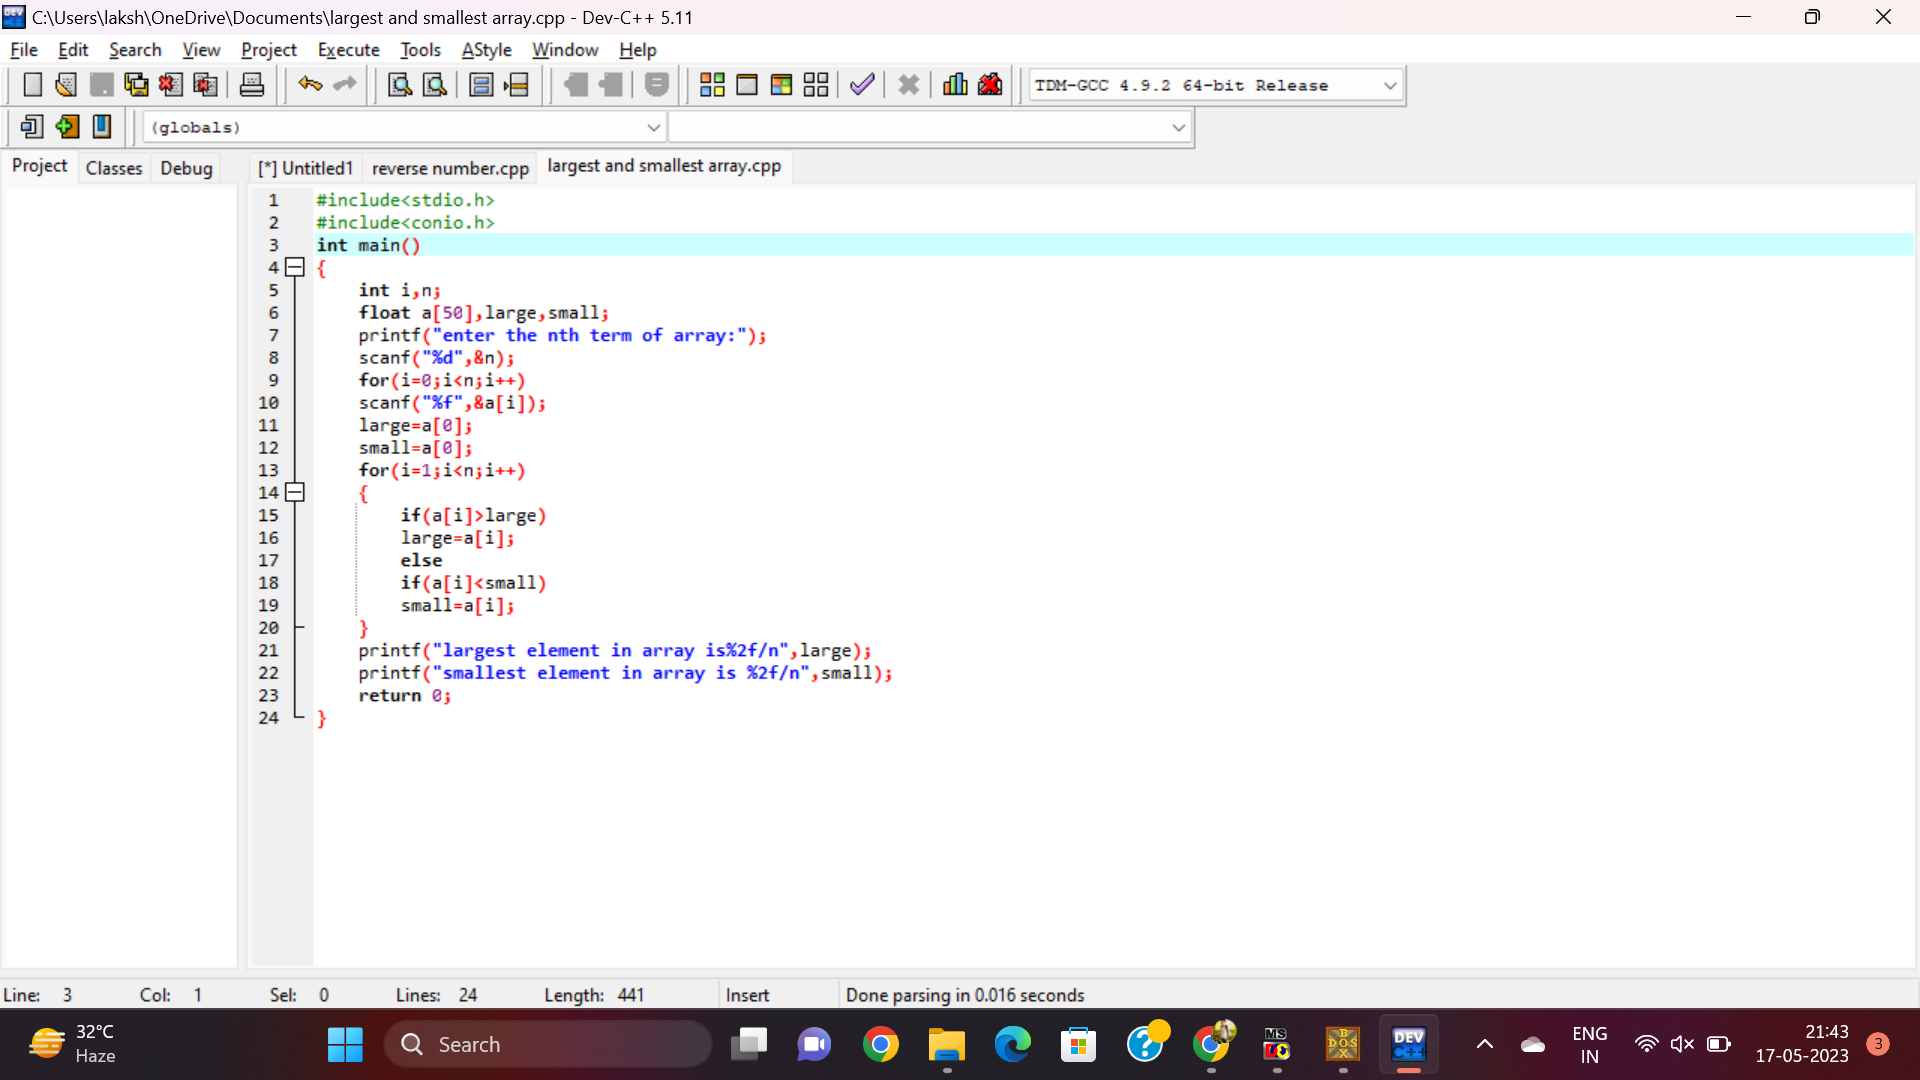 C:\Users\laksh\OneDrive\Documents\largest and smallest array.cpp - Dev-C++ 5.11
File Edit Search View Project Execute Tools AStyle Window Help
TDM-GCC 4.9.2 64-bit Release
(globals)
Project Classes Debug [*] Untitled1 reverse number.cpp largest and smallest array.cpp
1 #include<stdio.h>
2 #include<conio.h>
3 int main()
4 {
5 int i,n;
6 float a[50],large,small;
7 printf("enter the nth term of array:");
8 scanf("%d",&n);
9 for(i=0;i<n;i++)
10 scanf("%f",&a[i]);
11 large=a[0];
12 small=a[0];
13 for(i=1;i<n;i++)
14 {
15 if(a[i]>large)
16 large=a[i];
17 else
18 if(a[i]<small)
19 small=a[i];
20 }
21 printf("largest element in array is%2f/n",large);
22 printf("smallest element in array is %2f/n",small);
23 return 0;
24 }
Line: 3 Col: 1 Sel: 0 Lines: 24 Length: 441 Insert Done parsing in 0.016 seconds
32°C
Haze
Search
MS
B
DOS
X
DEV
C++
ENG
IN
21:43
17-05-2023
3